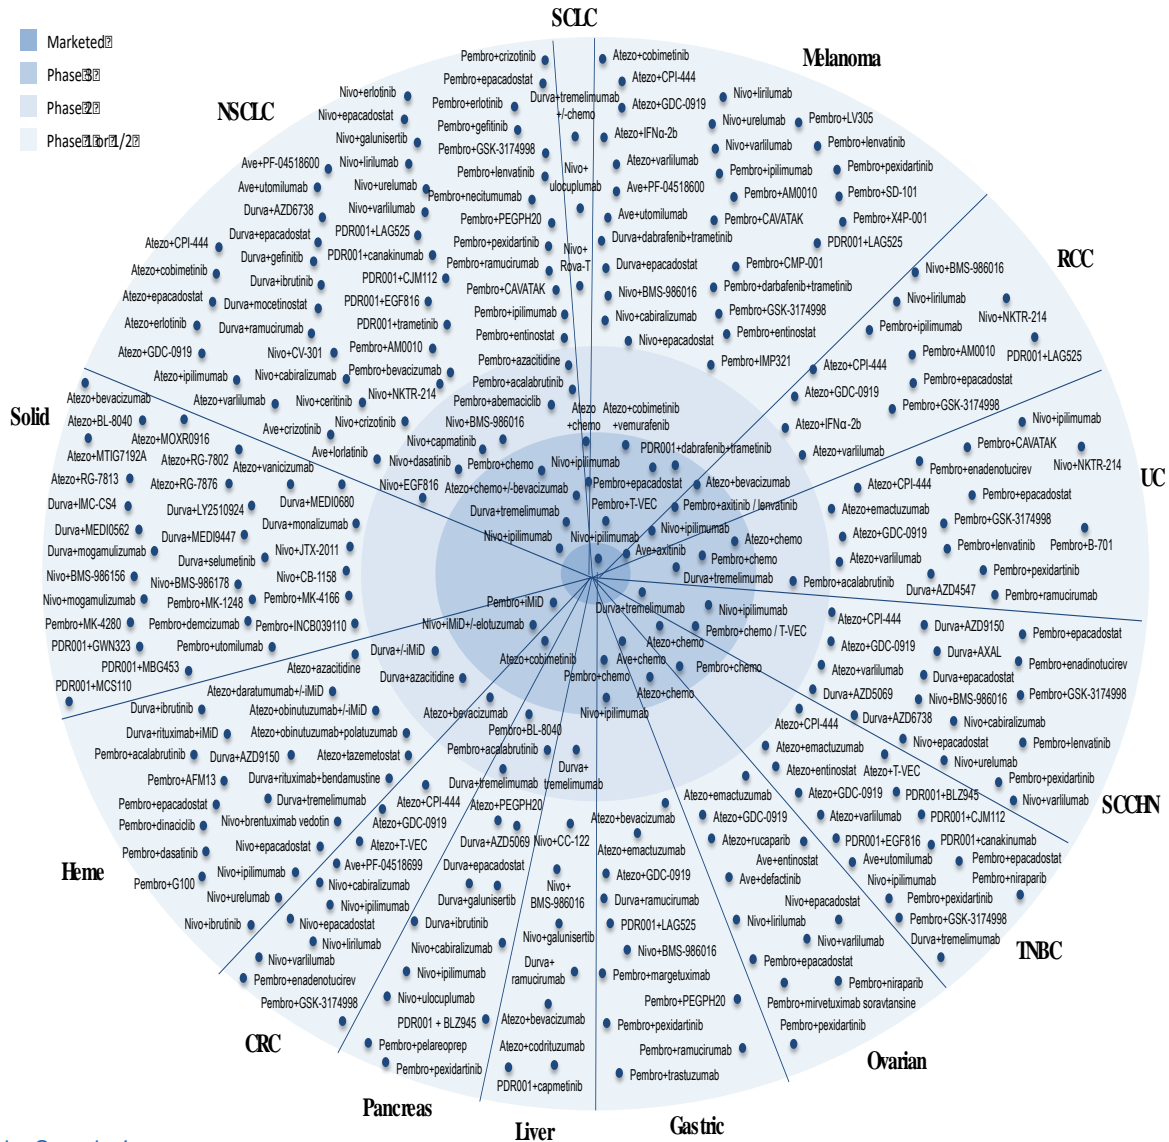 SCLC
Marketed
Phase 3
Phase 2
Phase 1 or 1/2
Melanoma
NSCLC
RCC
UC
SCCHN
TNBC
Ovarian
Gastric
Liver
Pancreas
CRC
Heme
Solid
Pembro+crizotinib
Pembro+epacadostat
Nivo+erlotinib
Pembro+erlotinib
Nivo+epacadostat
Pembro+gefitinib
Nivo+galunisertib
Pembro+GSK-3174998
Ave+PF-04518600
Nivo+lirilumab
Pembro+lenvatinib
Ave+utomilumab
Nivo+urelumab
Pembro+necitumumab
Durva+AZD6738
Nivo+varlilumab
Pembro+PEGPH20
Durva+epacadostat
PDR001+LAG525
Atezo+CPI-444
Pembro+pexidartinib
Durva+gefinitib
PDR001+canakinumab
Atezo+cobimetinib
Pembro+ramucirumab
Durva+ibrutinib
PDR001+CJM112
Pembro+CAVATAK
Atezo+epacadostat
Durva+mocetinostat
PDR001+EGF816
Pembro+ipilimumab
Atezo+erlotinib
Durva+ramucirumab
PDR001+trametinib
Pembro+entinostat
Atezo+GDC-0919
Nivo+CV-301
Pembro+AM0010
Pembro+azacitidine
Atezo+ipilimumab
Nivo+cabiralizumab
Pembro+bevacizumab
Pembro+acalabrutinib
Atezo+varlilumab
Nivo+ceritinib
Nivo+NKTR-214
Pembro+abemaciclib
Ave+crizotinib
Nivo+crizotinib
Nivo+BMS-986016
Ave+lorlatinib
Nivo+capmatinib
Nivo+dasatinib
Pembro+chemo
Nivo+EGF816
Atezo+chemo+/-bevacizumab
Durva+tremelimumab
Nivo+ipilimumab
Durva+tremelimumab
+/-chemo
Nivo+
ulocuplumab
Nivo+
Rova-T
Atezo
+chemo
Nivo+ipilimumab
Atezo+cobimetinib
Atezo+CPI-444
Atezo+GDC-0919
Nivo+lirilumab
Nivo+urelumab
Pembro+LV305
Atezo+IFNα-2b
Nivo+varlilumab
Pembro+lenvatinib
Atezo+varlilumab
Pembro+ipilimumab
Pembro+pexidartinib
Ave+PF-04518600
Pembro+AM0010
Pembro+SD-101
Ave+utomilumab
Pembro+CAVATAK
Pembro+X4P-001
Durva+dabrafenib+trametinib
PDR001+LAG525
Durva+epacadostat
Pembro+CMP-001
Nivo+BMS-986016
Pembro+darbafenib+trametinib
Nivo+cabiralizumab
Pembro+GSK-3174998
Nivo+epacadostat
Pembro+entinostat
Pembro+IMP321
Atezo+cobimetinib
+vemurafenib
PDR001+dabrafenib+trametinib
Pembro+epacadostat
Pembro+T-VEC
Nivo+ipilimumab
Nivo+BMS-986016
Nivo+lirilumab
Nivo+NKTR-214
Pembro+ipilimumab
PDR001+LAG525
Pembro+AM0010
Atezo+CPI-444
Pembro+epacadostat
Atezo+GDC-0919
Pembro+GSK-3174998
Atezo+IFNα-2b
Atezo+varlilumab
Atezo+bevacizumab
Pembro+axitinib / lenvatinib
Nivo+ipilimumab
Ave+axitinib
Nivo+ipilimumab
Pembro+CAVATAK
Nivo+NKTR-214
Pembro+enadenotucirev
Atezo+CPI-444
Pembro+epacadostat
Atezo+emactuzumab
Pembro+GSK-3174998
Atezo+GDC-0919
Pembro+B-701
Pembro+lenvatinib
Atezo+varlilumab
Pembro+pexidartinib
Pembro+acalabrutinib
Durva+AZD4547
Pembro+ramucirumab
Atezo+chemo
Pembro+chemo
Durva+tremelimumab
Atezo+CPI-444
Durva+AZD9150
Pembro+epacadostat
Atezo+GDC-0919
Durva+AXAL
Pembro+enadinotucirev
Atezo+varlilumab
Durva+epacadostat
Durva+AZD5069
Nivo+BMS-986016
Pembro+GSK-3174998
Durva+AZD6738
Nivo+cabiralizumab
Nivo+epacadostat
Pembro+lenvatinib
Nivo+urelumab
Pembro+pexidartinib
Nivo+varlilumab
Durva+tremelimumab
Nivo+ipilimumab
Pembro+chemo / T-VEC
Atezo+CPI-444
Atezo+emactuzumab
Atezo+entinostat
Atezo+T-VEC
Atezo+GDC-0919
PDR001+BLZ945
Atezo+varlilumab
PDR001+CJM112
PDR001+EGF816
PDR001+canakinumab
Ave+utomilumab
Pembro+epacadostat
Nivo+ipilimumab
Pembro+niraparib
Pembro+pexidartinib
Pembro+GSK-3174998
Durva+tremelimumab
Atezo+chemo
Pembro+chemo
Atezo+emactuzumab
Atezo+GDC-0919
Atezo+rucaparib
Ave+entinostat
Ave+defactinib
Nivo+epacadostat
Nivo+lirilumab
Nivo+varlilumab
Pembro+epacadostat
Pembro+niraparib
Pembro+mirvetuximab soravtansine
Pembro+pexidartinib
Ave+chemo
Atezo+chemo
Pembro+chemo
Nivo+ipilimumab
Atezo+bevacizumab
Atezo+emactuzumab
Atezo+GDC-0919
Durva+ramucirumab
PDR001+LAG525
Nivo+BMS-986016
Pembro+margetuximab
Pembro+PEGPH20
Pembro+pexidartinib
Pembro+ramucirumab
Pembro+trastuzumab
Durva+
tremelimumab
Nivo+CC-122
Nivo+
BMS-986016
Nivo+galunisertib
Durva+
ramucirumab
Atezo+bevacizumab
Atezo+codrituzumab
PDR001+capmetinib
Pembro+BL-8040
Pembro+acalabrutinib
Durva+tremelimumab
Atezo+PEGPH20
Durva+AZD5069
Durva+epacadostat
Durva+galunisertib
Durva+ibrutinib
Nivo+cabiralizumab
Nivo+ipilimumab
Nivo+ulocuplumab
PDR001 + BLZ945
Pembro+pelareoprep
Pembro+pexidartinib
Atezo+cobimetinib
Atezo+bevacizumab
Atezo+CPI-444
Atezo+GDC-0919
Atezo+T-VEC
Ave+PF-04518699
Nivo+cabiralizumab
Nivo+ipilimumab
Nivo+epacadostat
Nivo+lirilumab
Nivo+varlilumab
Pembro+enadenotucirev
Pembro+GSK-3174998
Pembro+iMiD
Nivo+iMiD+/-elotuzumab
Durva+/-iMiD
Durva+azacitidine
Atezo+azacitidine
Atezo+daratumumab+/-iMiD
Durva+ibrutinib
Atezo+obinutuzumab+/-iMiD
Durva+rituximab+iMiD
Atezo+obinutuzumab+polatuzumab
Pembro+acalabrutinib
Durva+AZD9150
Atezo+tazemetostat
Pembro+AFM13
Durva+rituximab+bendamustine
Pembro+epacadostat
Durva+tremelimumab
Pembro+dinaciclib
Nivo+brentuximab vedotin
Pembro+dasatinib
Nivo+epacadostat
Pembro+G100
Nivo+ipilimumab
Nivo+urelumab
Nivo+ibrutinib
Atezo+bevacizumab
Atezo+BL-8040
Atezo+MOXR0916
Atezo+MTIG7192A
Atezo+RG-7802
Atezo+vanicizumab
Atezo+RG-7813
Atezo+RG-7876
Durva+MEDI0680
Durva+IMC-CS4
Durva+LY2510924
Durva+monalizumab
Durva+MEDI0562
Durva+MEDI9447
Durva+mogamulizumab
Nivo+JTX-2011
Durva+selumetinib
Nivo+BMS-986156
Nivo+CB-1158
Nivo+BMS-986178
Nivo+mogamulizumab
Pembro+MK-4166
Pembro+MK-1248
Pembro+MK-4280
Pembro+demcizumab
Pembro+INCB039110
PDR001+GWN323
Pembro+utomilumab
PDR001+MBG453
PDR001+MCS110